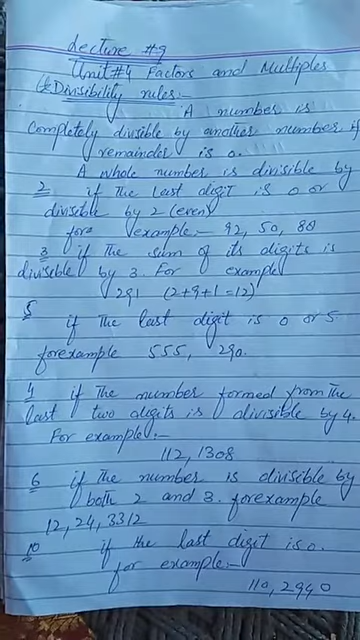 Lecture #9
Unit#4 Factors and Multiples
Divisibility rules:-
A number is
completely divisible by another number if
remainder is 0.
A whole number is divisible by
2 if the last digit is 0 or
divisible by 2 (even)
for example:- 92, 50, 88
3 if the sum of its digits is
divisible by 3. For example
291 (2+9+1=12)
5
if the last digit is 0 or 5.
forexample 555, 290.
4 if the number formed from the
last two digits is divisible by 4.
For example:-
112, 1308
6 if the number is divisible by
both 2 and 3. forexample
12, 24, 3312
10 if the last digit is 0.
for example:-
110, 2940